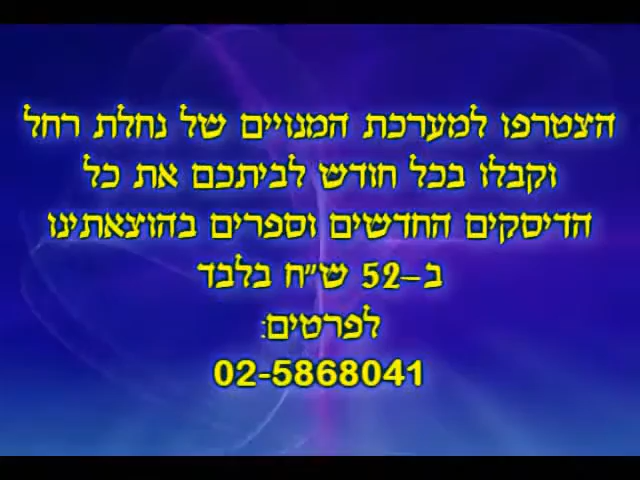 הצטרפו למערכת המנויים של נחלת רחל
וקבלו בכל חודש לביתכם את כל
הדיסקים החדשים וספרים בהוצאתינו
ב-52 ש"ח בלבד
לפרטים:
02-5868041